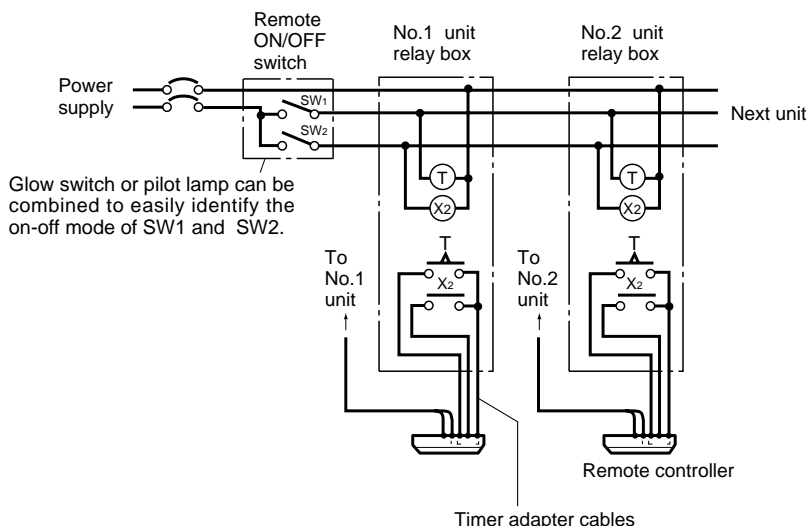 Remote
ON/OFF
switch
No.1 unit
relay box
No.2 unit
relay box
Power
supply
SW1
SW2
Next unit
T
X2
T
X2
Glow switch or pilot lamp can be
combined to easily identify the
on-off mode of SW1 and SW2.
To
No.1
unit
T
X2
To
No.2
unit
T
X2
Remote controller
Timer adapter cables